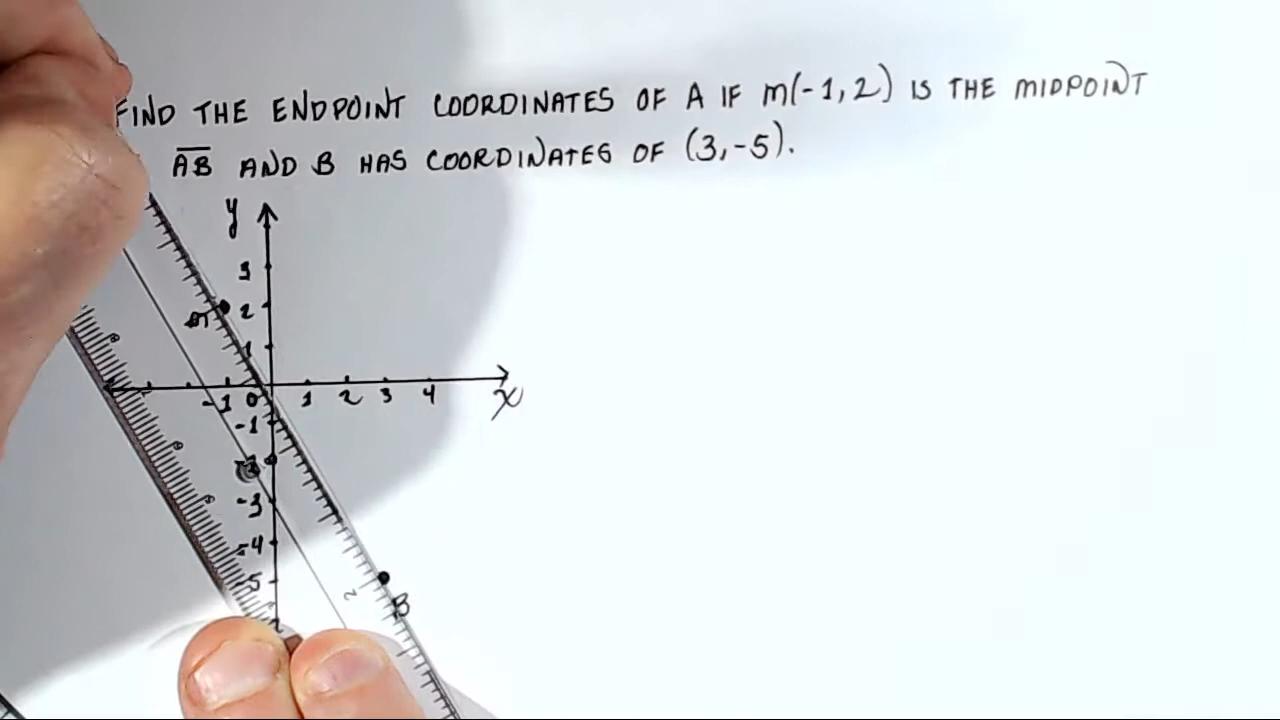 FIND THE ENDPOINT COORDINATES OF A IF m(-1,2) IS THE MIDPOINT
AB AND B HAS COORDINATES OF (3,-5).
y
3
2
m
1
-1 0 1 2 3 4 x
-1
-3
-4
-5
2
B